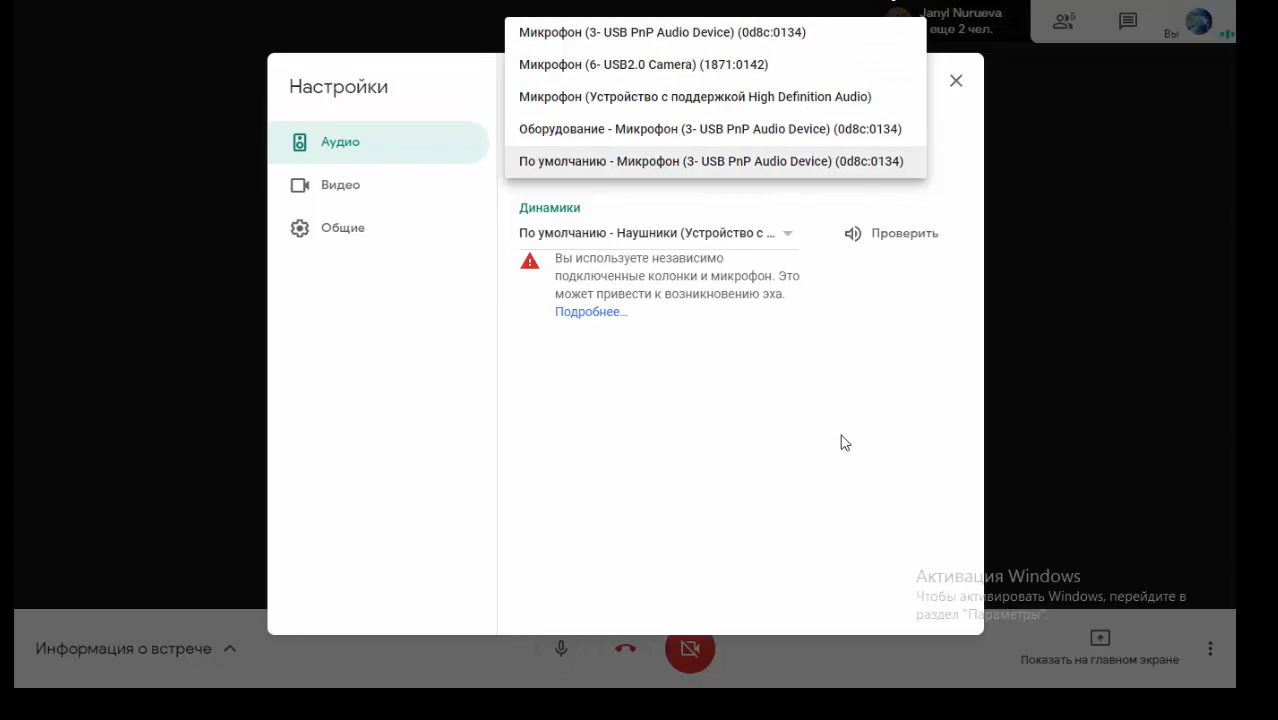 Janyl Nurueva
еще 2 чел.
5
Вы
Микрофон (3- USB PnP Audio Device) (0d8c:0134)
Микрофон (6- USB2.0 Camera) (1871:0142)
Микрофон (Устройство с поддержкой High Definition Audio)
Оборудование - Микрофон (3- USB PnP Audio Device) (0d8c:0134)
По умолчанию - Микрофон (3- USB PnP Audio Device) (0d8c:0134)
Настройки
Аудио
Видео
Общие
Динамики
По умолчанию - Наушники (Устройство с ...
Проверить
Вы используете независимо
подключенные колонки и микрофон. Это
может привести к возникновению эха.
Подробнее...
Активация Windows
Чтобы активировать Windows, перейдите в
раздел "Параметры".
Информация о встрече
Показать на главном экране